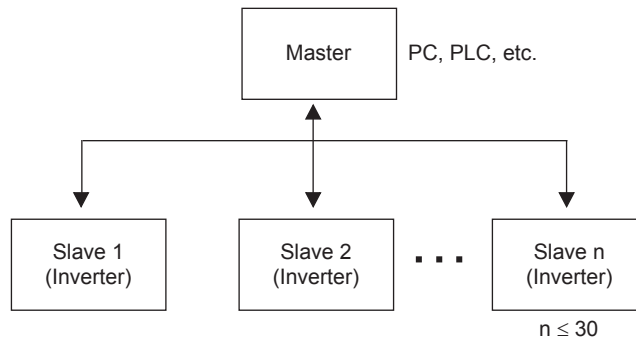 Master
PC, PLC, etc.
Slave 1
(Inverter)
Slave 2
(Inverter)
Slave n
(Inverter)
n ≤ 30